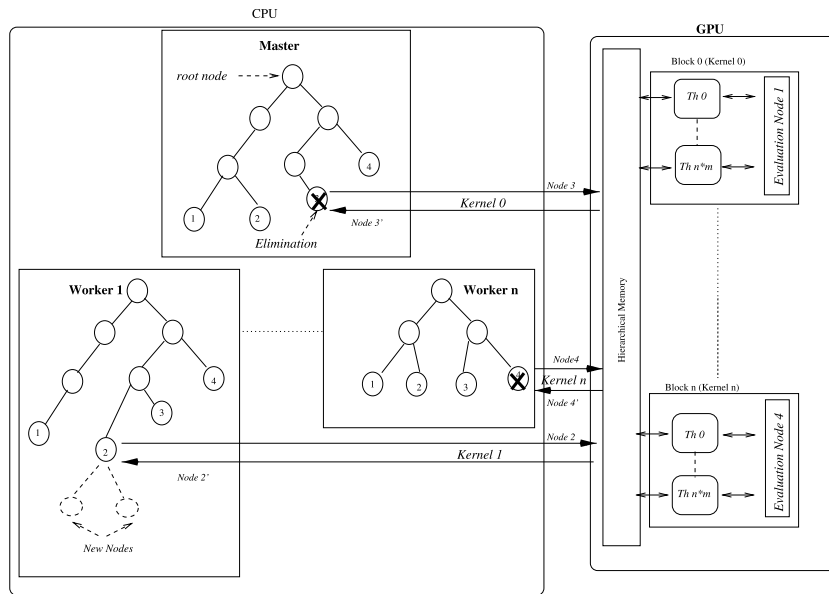 CPU
GPU
Master
root node
4
1
2
Elimination
Node 3
Kernel 0
Node 3'
Worker 1
4
3
1
2
New Nodes
Worker n
1
2
3
Node4
Kernel n
Node 4'
Node 2
Kernel 1
Node 2'
Hierarchical Memory
Block 0 (Kernel 0)
Th 0
Th n*m
Evaluation Node 1
Block n (Kernel n)
Th 0
Th n*m
Evaluation Node 4